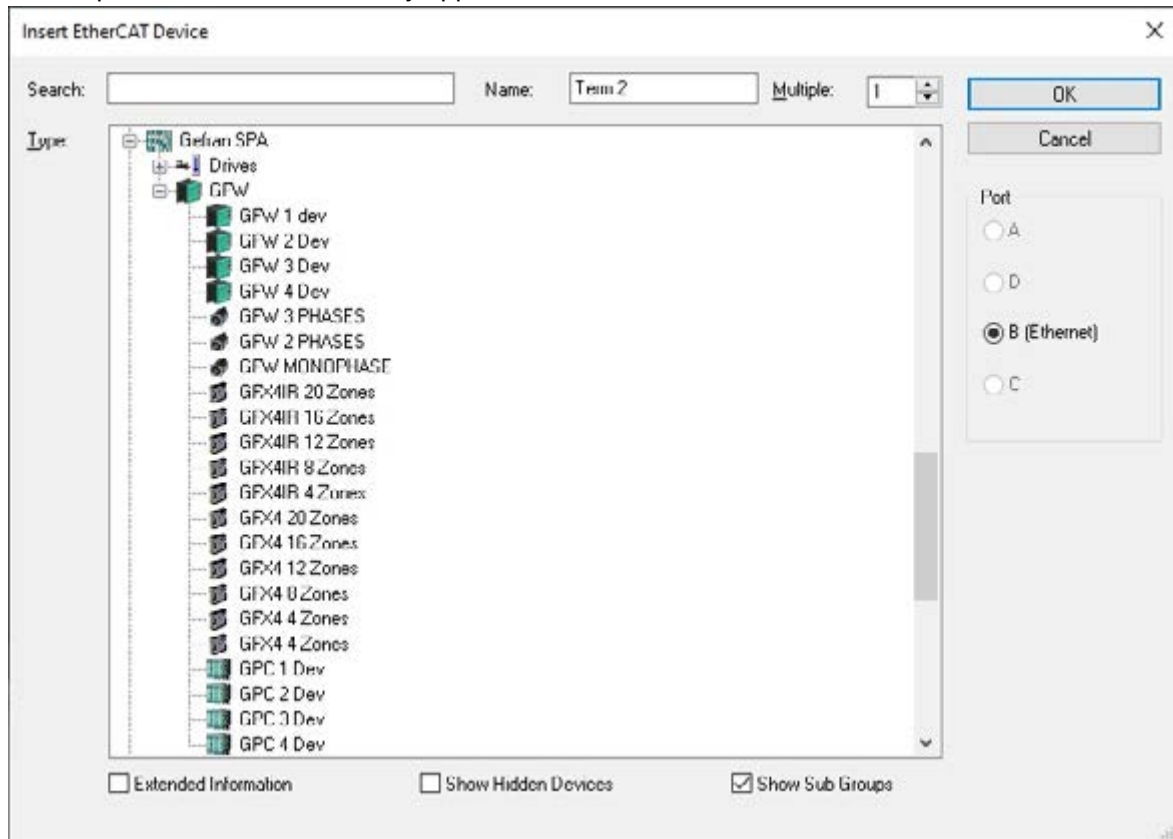 Insert EtherCAT Device
Search: Name: Term 2 Multiple: 1 OK
Type: Gefran SPA Cancel
Drives
GFW
GFW 1 dev Port
GFW 2 Dev A
GFW 3 Dev
GFW 4 Dev D
GFW 3 PHASES
GFW 2 PHASES B (Ethernet)
GFW MONOPHASE
GFX4IR 20 Zones C
GFX4IR 16 Zones
GFX4IR 12 Zones
GFX4IR 8 Zones
GFX4IR 4 Zones
GFX4 20 Zones
GFX4 16 Zones
GFX4 12 Zones
GFX4 8 Zones
GFX4 4 Zones
GFX4 4 Zones
GPC 1 Dev
GPC 2 Dev
GPC 3 Dev
GPC 4 Dev
Extended Information Show Hidden Devices Show Sub Groups